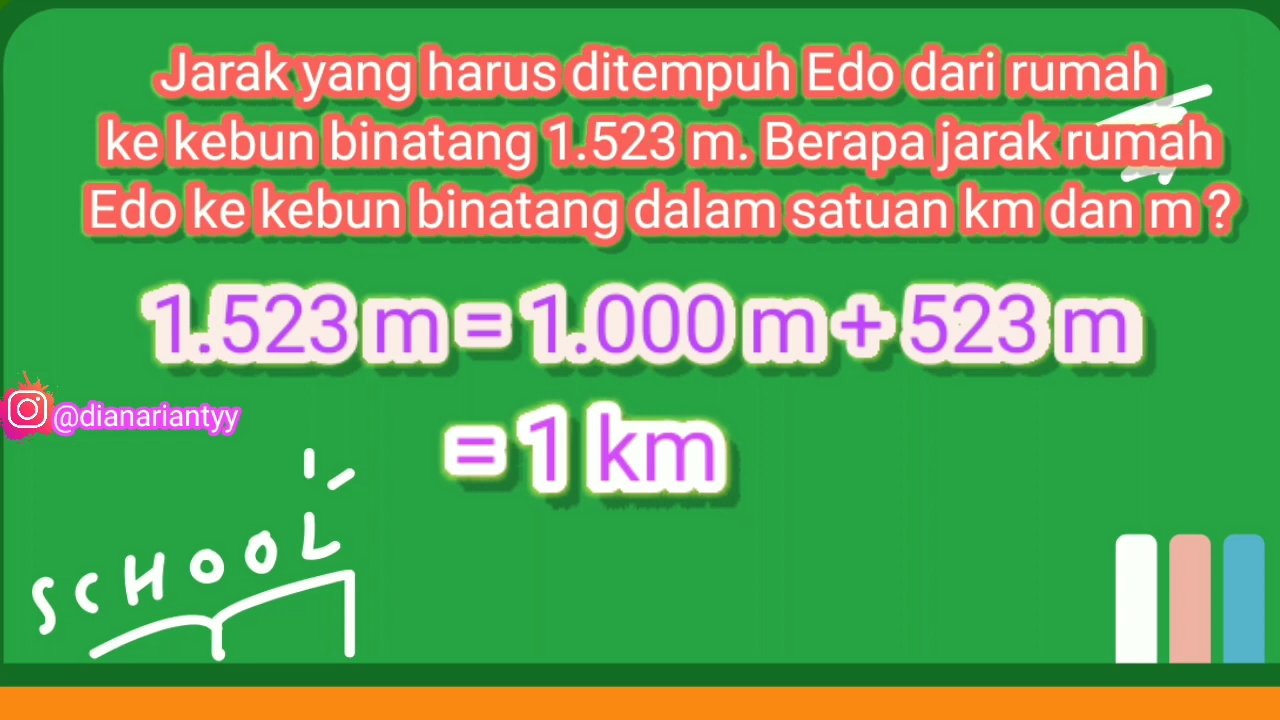 Jarak yang harus ditempuh Edo dari rumah
ke kebun binatang 1.523 m. Berapa jarak rumah
Edo ke kebun binatang dalam satuan km dan m ?
1.523 m = 1.000 m + 523 m
= 1 km
@dianariantyy
SCHOOL